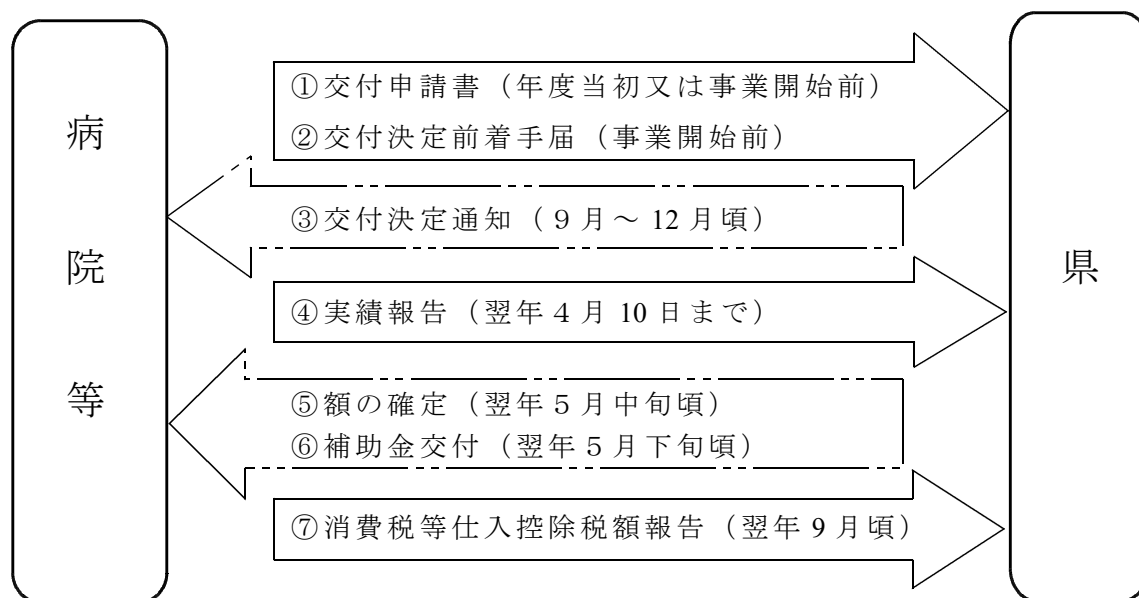 病院等
①交付申請書（年度当初又は事業開始前）
②交付決定前着手届（事業開始前）
③交付決定通知（９月～12月頃）
④実績報告（翌年４月10日まで）
⑤額の確定（翌年５月中旬頃）
⑥補助金交付（翌年５月下旬頃）
⑦消費税等仕入控除税額報告（翌年９月頃）
県